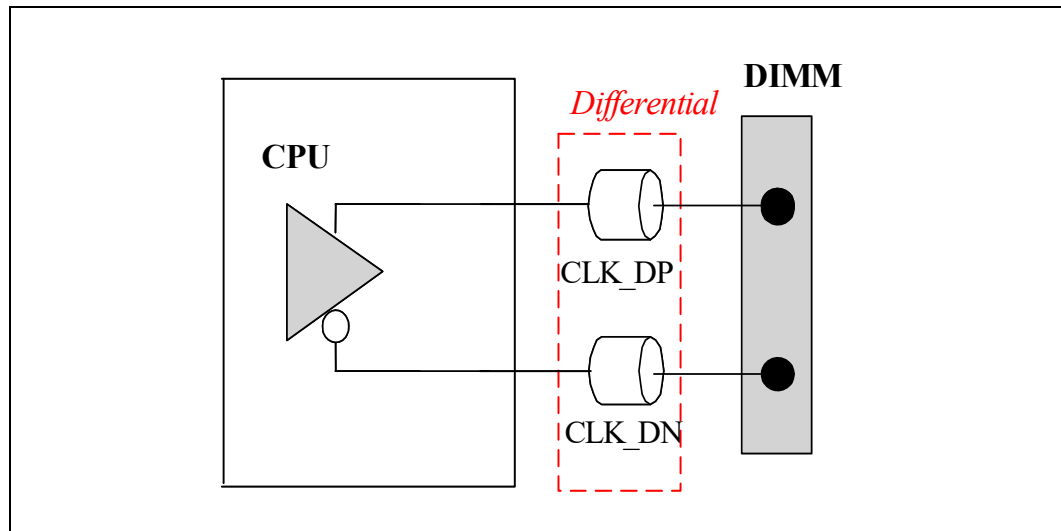 DIMM
Differential
CPU
CLK_DP
CLK_DN